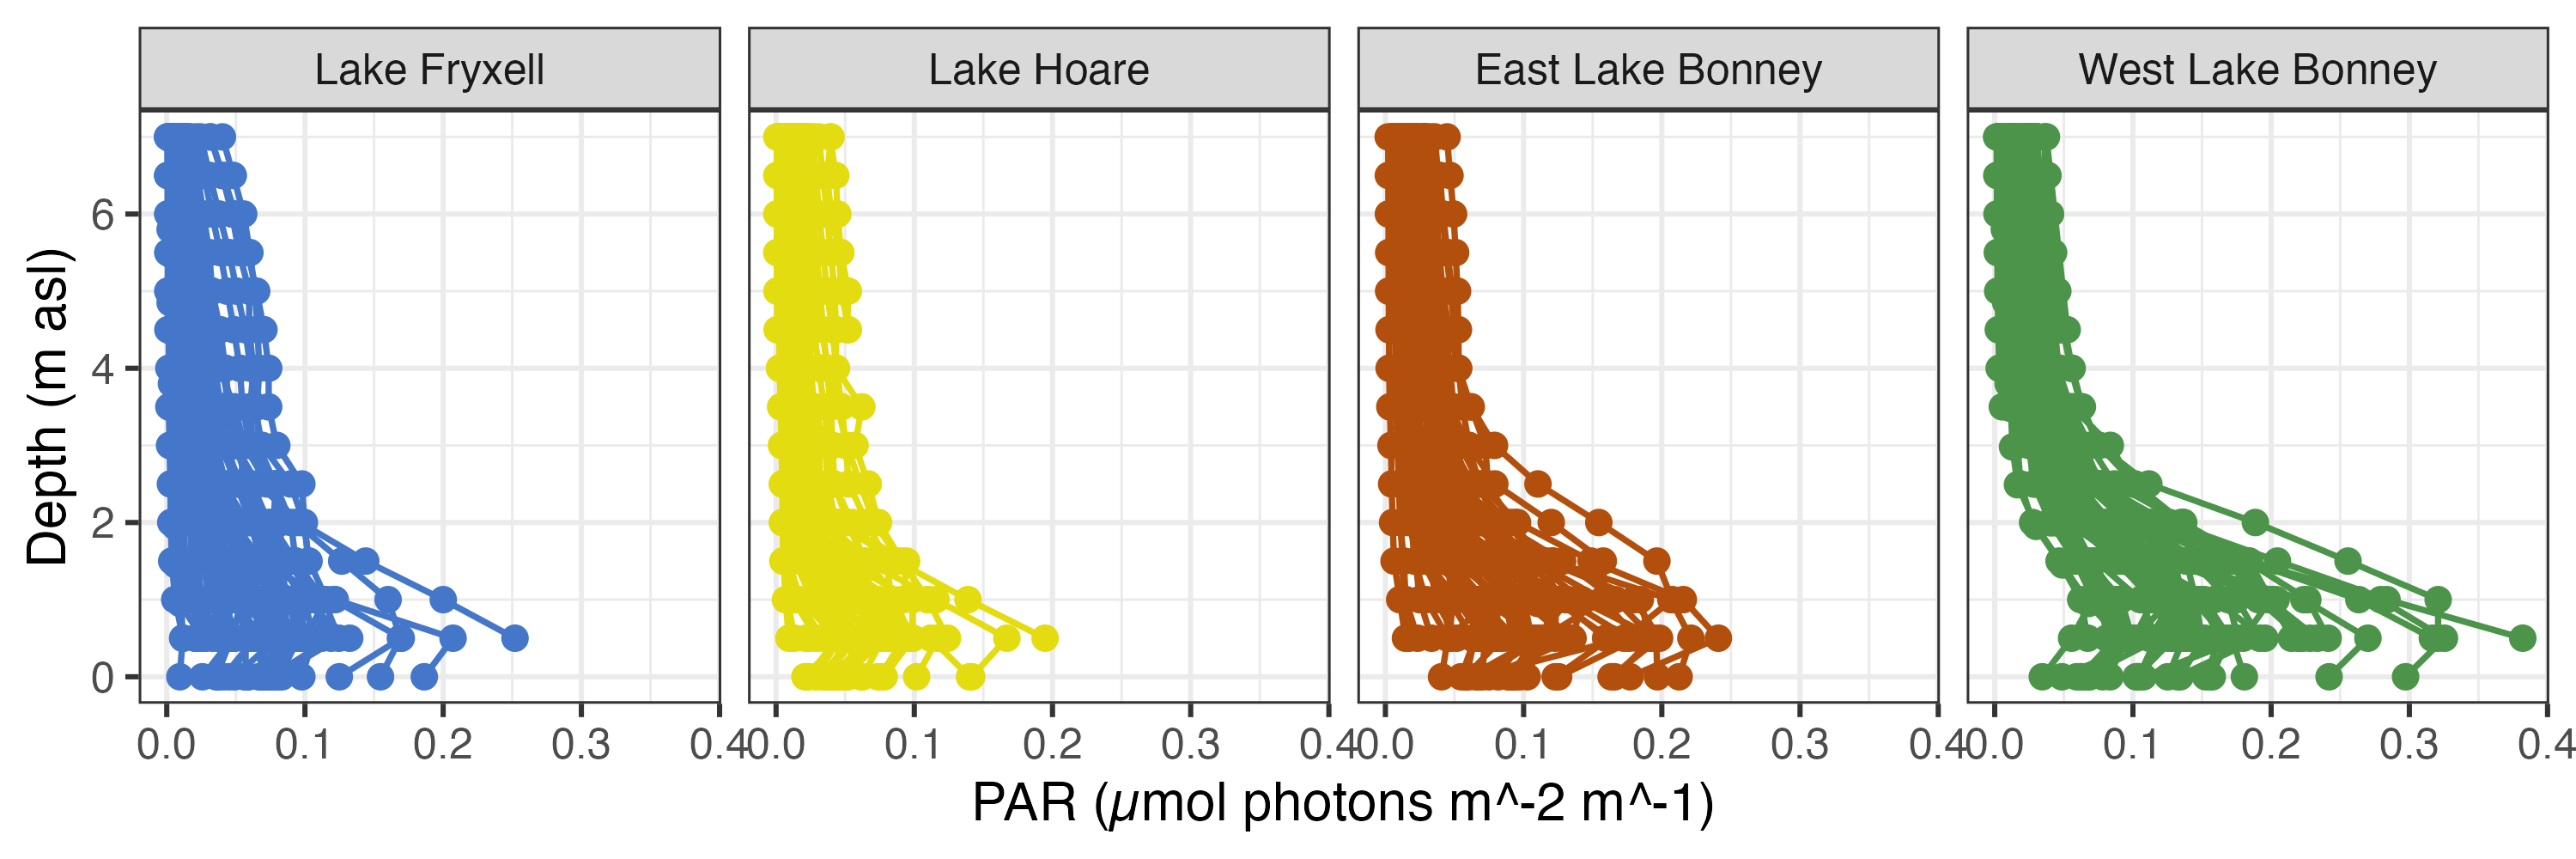 Lake Fryxell
Lake Hoare
East Lake Bonney
West Lake Bonney
Depth (m asl)
6
4
2
0
0.0 0.1 0.2 0.3 0.4
0.0 0.1 0.2 0.3 0.4
0.0 0.1 0.2 0.3 0.4
0.0 0.1 0.2 0.3 0.4
PAR (µmol photons m^-2 m^-1)